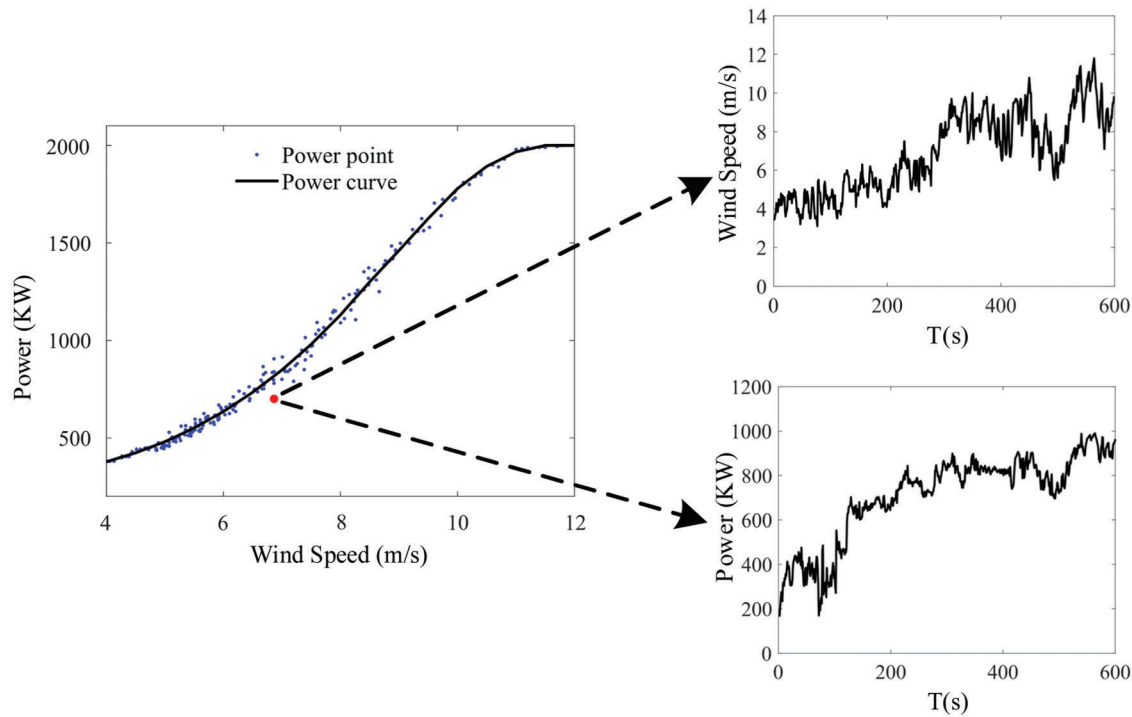 2000
1500
1000
500
Power (KW)
Power point
Power curve
4 6 8 10 12
Wind Speed (m/s)
14
12
10
8
6
4
2
0
Wind Speed (m/s)
0 200 400 600
T(s)
1200
1000
800
600
400
200
0
Power (KW)
0 200 400 600
T(s)